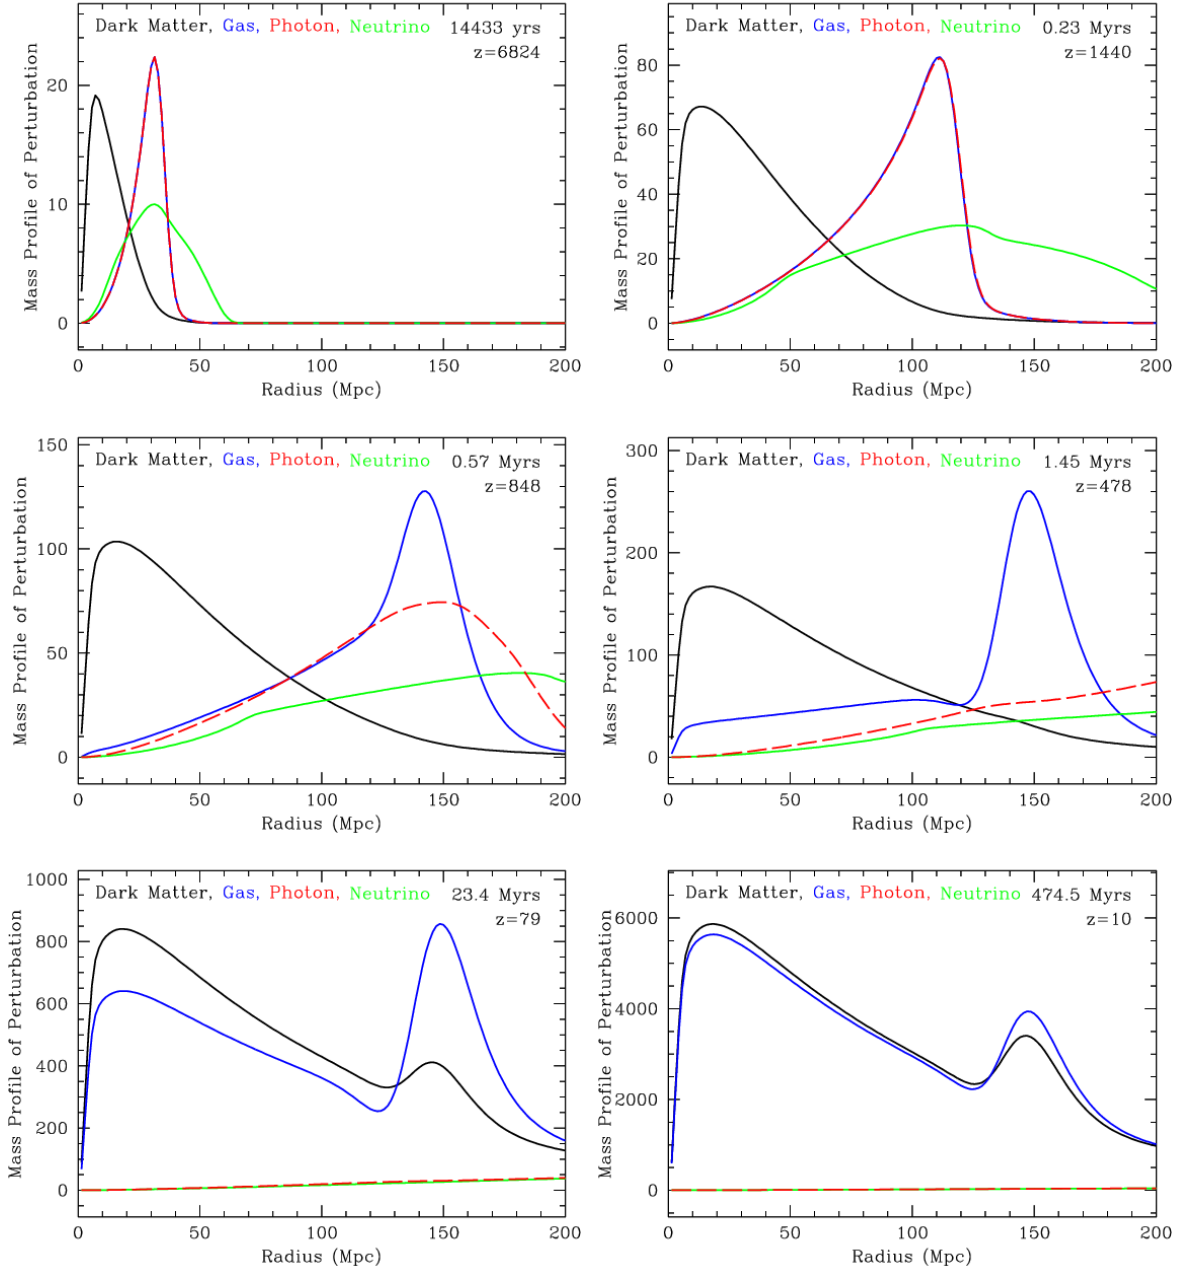 Dark Matter, Gas, Photon, Neutrino 14433 yrs
z=6824
Mass Profile of Perturbation
20
10
0
0 50 100 150 200
Radius (Mpc)
Dark Matter, Gas, Photon, Neutrino 0.23 Myrs
z=1440
Mass Profile of Perturbation
80
60
40
20
0
0 50 100 150 200
Radius (Mpc)
Dark Matter, Gas, Photon, Neutrino 0.57 Myrs
z=848
Mass Profile of Perturbation
150
100
50
0
0 50 100 150 200
Radius (Mpc)
Dark Matter, Gas, Photon, Neutrino 1.45 Myrs
z=478
Mass Profile of Perturbation
300
200
100
0
0 50 100 150 200
Radius (Mpc)
Dark Matter, Gas, Photon, Neutrino 23.4 Myrs
z=79
Mass Profile of Perturbation
1000
800
600
400
200
0
0 50 100 150 200
Radius (Mpc)
Dark Matter, Gas, Photon, Neutrino 474.5 Myrs
z=10
Mass Profile of Perturbation
6000
4000
2000
0
0 50 100 150 200
Radius (Mpc)